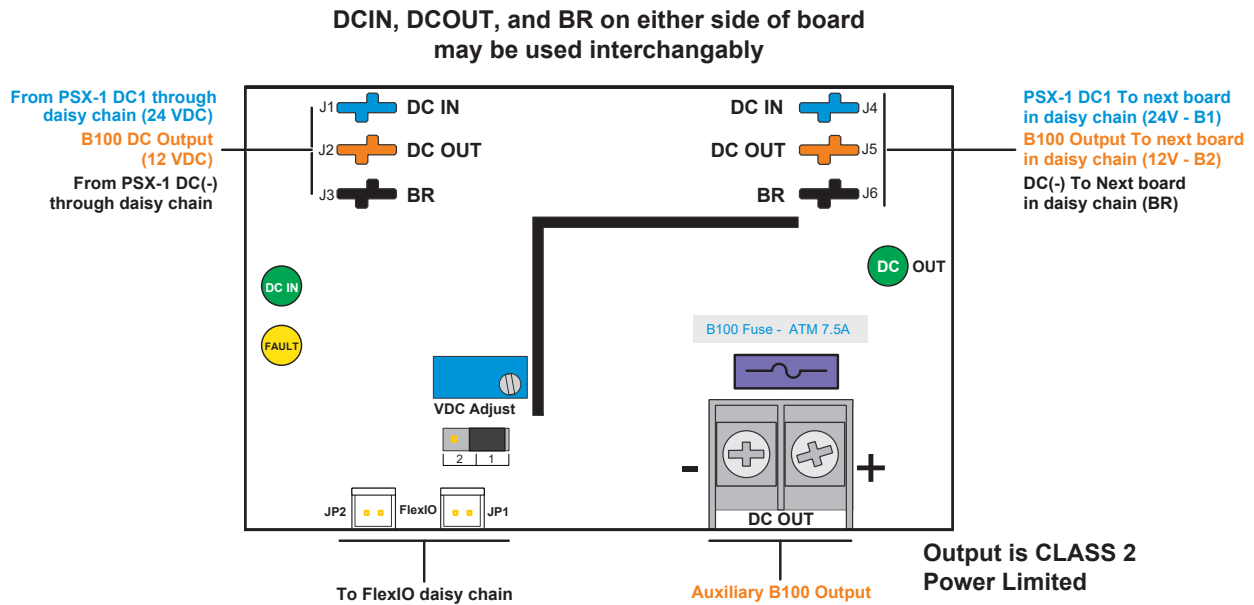 DCIN, DCOUT, and BR on either side of board
may be used interchangably
From PSX-1 DC1 through
daisy chain (24 VDC)
B100 DC Output
(12 VDC)
From PSX-1 DC(-)
through daisy chain
J1
DC IN
J2
DC OUT
J3
BR
DC IN
J4
DC OUT
J5
BR
J6
PSX-1 DC1 To next board
in daisy chain (24V - B1)
B100 Output To next board
in daisy chain (12V - B2)
DC(-) To Next board
in daisy chain (BR)
DC IN
FAULT
DC OUT
B100 Fuse - ATM 7.5A
VDC Adjust
2 1
JP2 FlexIO JP1
- +
DC OUT
To FlexIO daisy chain
Auxiliary B100 Output
Output is CLASS 2
Power Limited